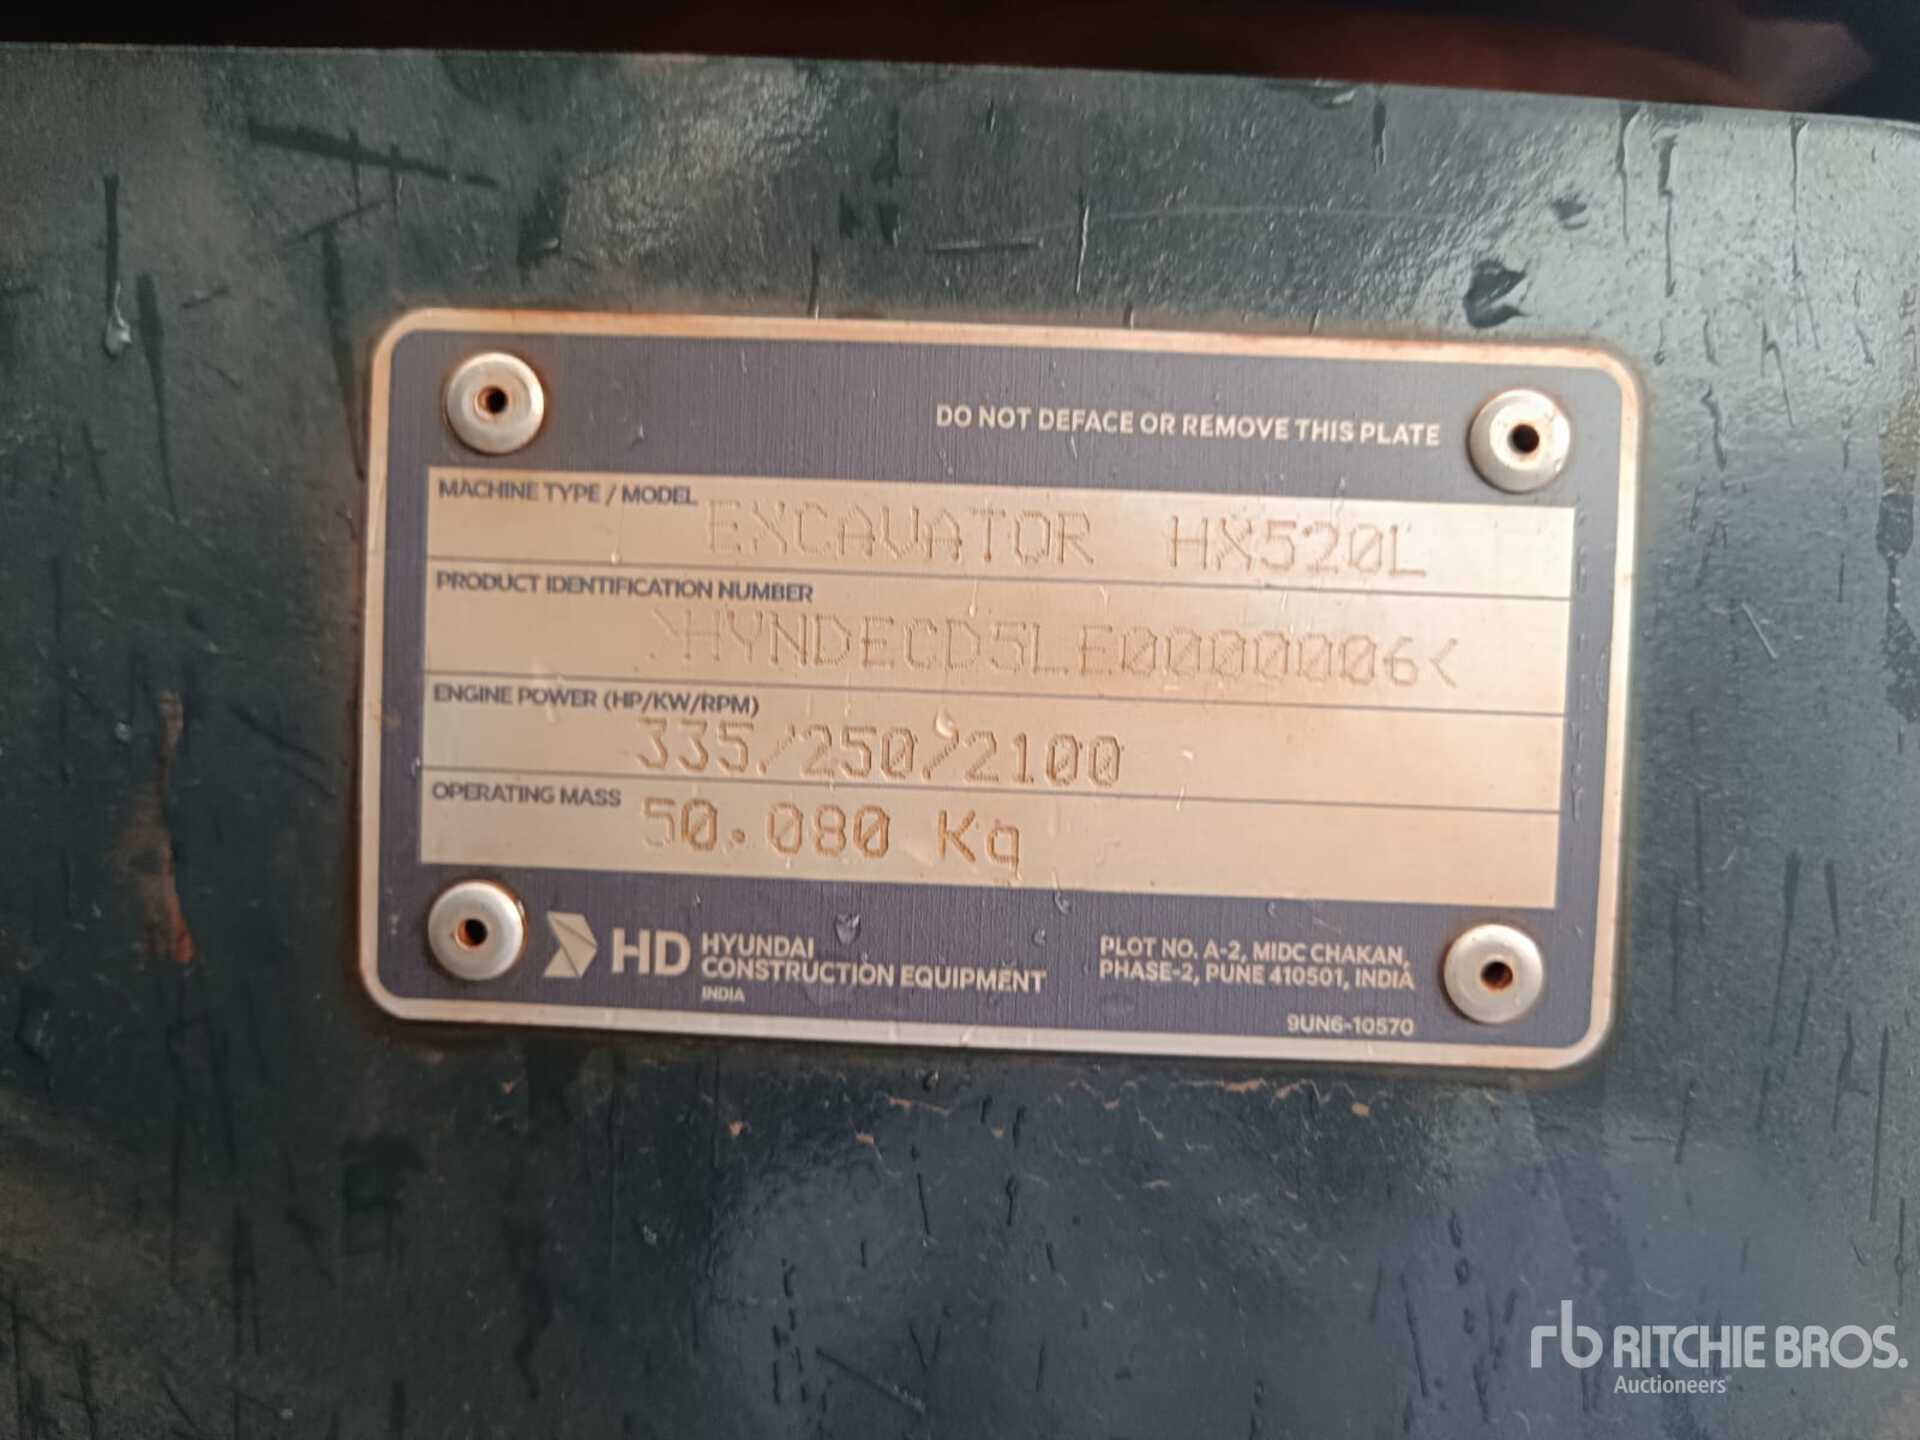 DO NOT DEFACE OR REMOVE THIS PLATE
MACHINE TYPE / MODEL EXCAVATOR HX520L
PRODUCT IDENTIFICATION NUMBER
>HYNDECD5LE0000006<
ENGINE POWER (HP/KW/RPM)
335/250/2100
OPERATING MASS 50.080 Kg
HD HYUNDAI
CONSTRUCTION EQUIPMENT
INDIA
PLOT NO. A-2, MIDC CHAKAN,
PHASE-2, PUNE 410501, INDIA
9UN6-10570
rb RITCHIE BROS.
Auctioneers